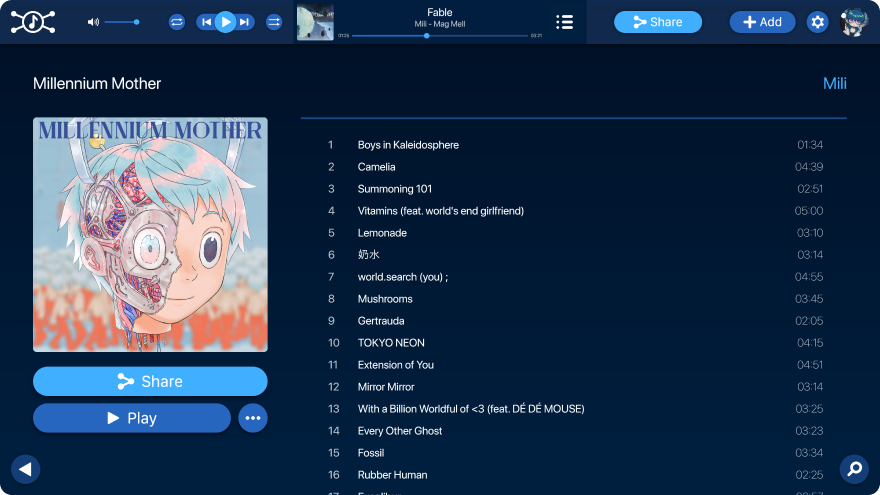 Fable
Mili - Mag Mell
01:25
03:21
Share
Add
Millennium Mother
Mili
MILLENNIUM MOTHER
1 Boys in Kaleidosphere 01:34
2 Camelia 04:39
3 Summoning 101 02:51
4 Vitamins (feat. world's end girlfriend) 05:00
5 Lemonade 03:10
6 奶水 03:14
7 world.search (you) ; 04:55
8 Mushrooms 03:45
9 Gertrauda 02:05
10 TOKYO NEON 04:15
11 Extension of You 04:51
12 Mirror Mirror 03:14
13 With a Billion Worldful of <3 (feat. DÉ DÉ MOUSE) 03:25
14 Every Other Ghost 03:23
15 Fossil 03:34
16 Rubber Human 02:25
Share
Play